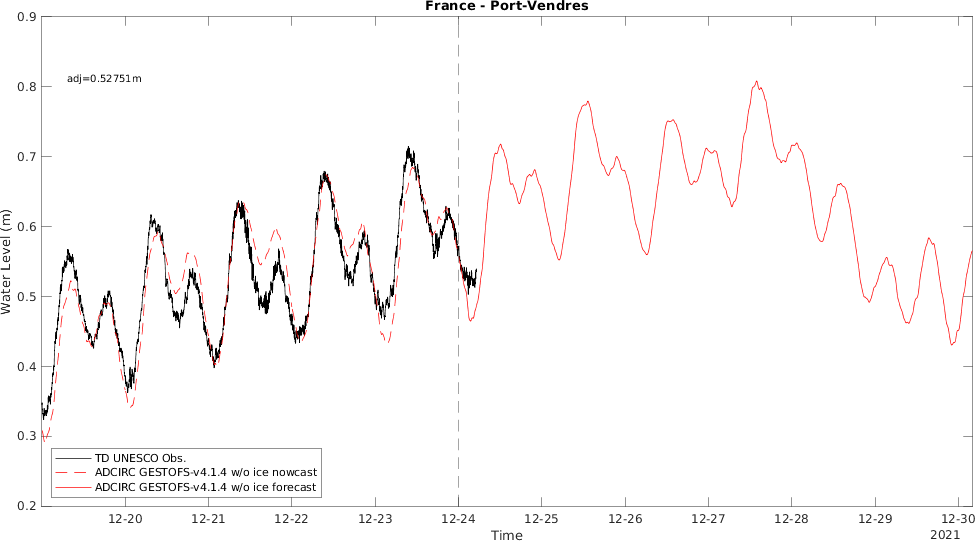 France - Port-Vendres
0.9
0.8
0.7
0.6
0.5
0.4
0.3
0.2
Water Level (m)
adj=0.52751m
TD UNESCO Obs.
ADCIRC GESTOFS-v4.1.4 w/o ice nowcast
ADCIRC GESTOFS-v4.1.4 w/o ice forecast
12-20 12-21 12-22 12-23 12-24 12-25 12-26 12-27 12-28 12-29 12-30
Time
2021